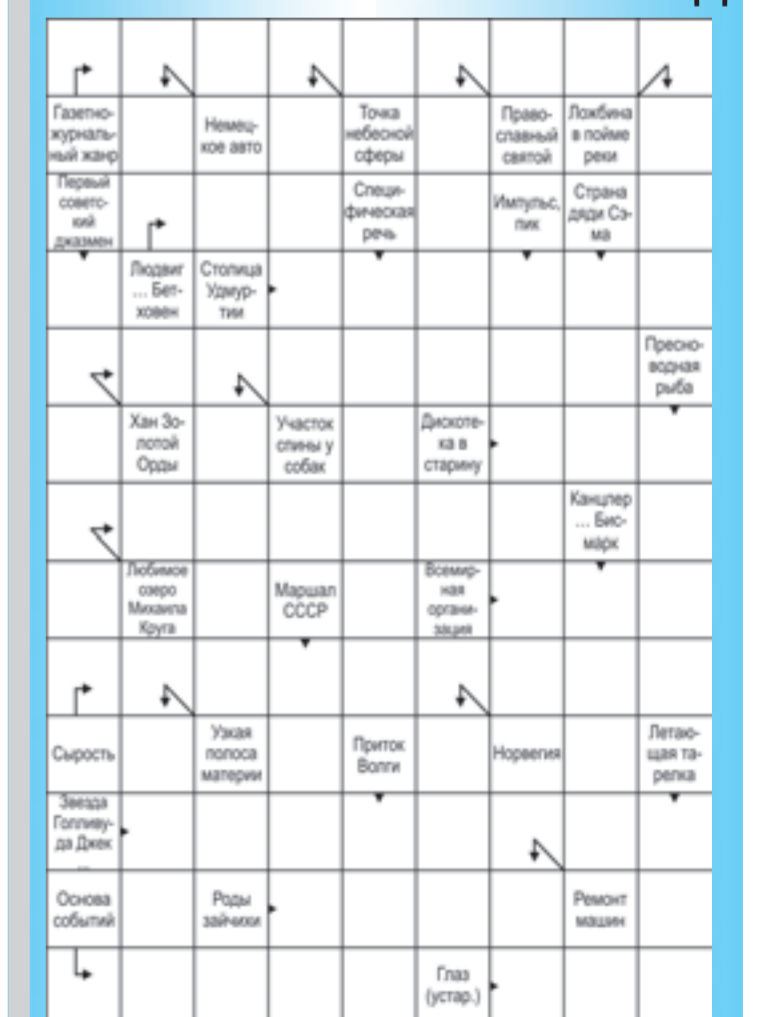 Газетно-
журналь-
ный жанр
Немец-
кое авто
Точка
небесной
сферы
Право-
славный
святой
Ложбина
в пойме
реки
Первый
советс-
кий
джазмен
Специ-
фическая
речь
Импульс,
пик
Страна
дяди Сэ-
ма
Людвиг
... Бет-
ховен
Столица
Удмур-
тии
Пресно-
водная
рыба
Хан Зо-
лотой
Орды
Участок
спины у
собак
Дискоте-
ка в
старину
Канцлер
... Бис-
марк
Любимое
озеро
Михаила
Круга
Маршал
СССР
Всемир-
ная
органи-
зация
Сырость
Узкая
полоса
материи
Приток
Волги
Норвегия
Летаю-
щая та-
релка
Звезда
Голливу-
да Джек
...
Основа
событий
Роды
зайчихи
Ремонт
машин
Глаз
(устар.)